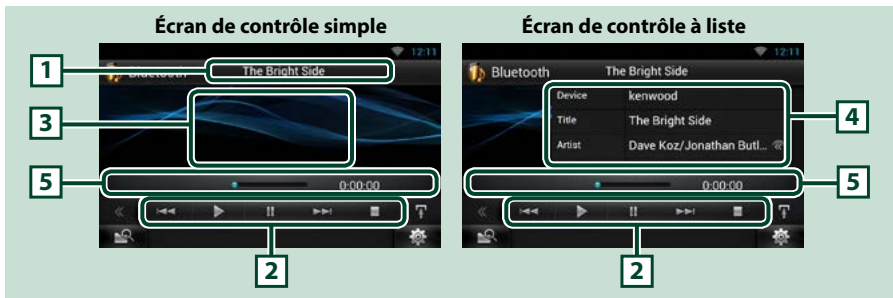 Écran de contrôle simple
Écran de contrôle à liste
12:11
12:11
1
Bluetooth
The Bright Side
Bluetooth
The Bright Side
3
Device
kenwood
4
Title
The Bright Side
Artist
Dave Koz/Jonathan Butl...
5
0:00:00
0:00:00
5
2
2